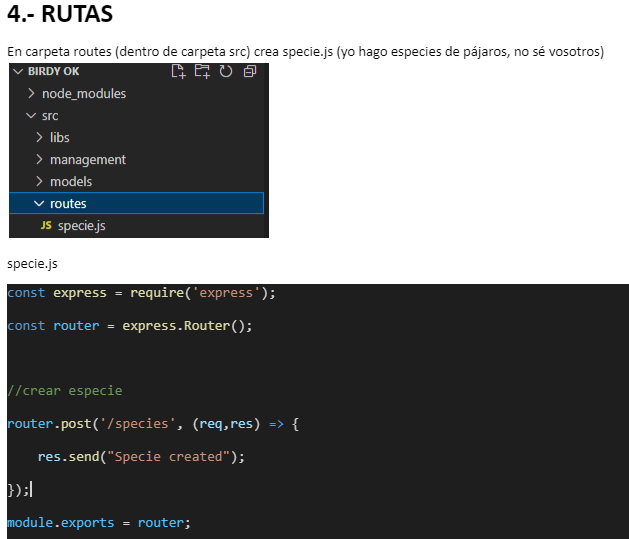 4.- RUTAS
En carpeta routes (dentro de carpeta src) crea specie.js (yo hago especies de pájaros, no sé vosotros)
BIRDY OK
node_modules
src
libs
management
models
routes
JS specie.js
specie.js
const express = require('express');
const router = express.Router();
//crear especie
router.post('/species', (req,res) => {
res.send("Specie created");
});
module.exports = router;